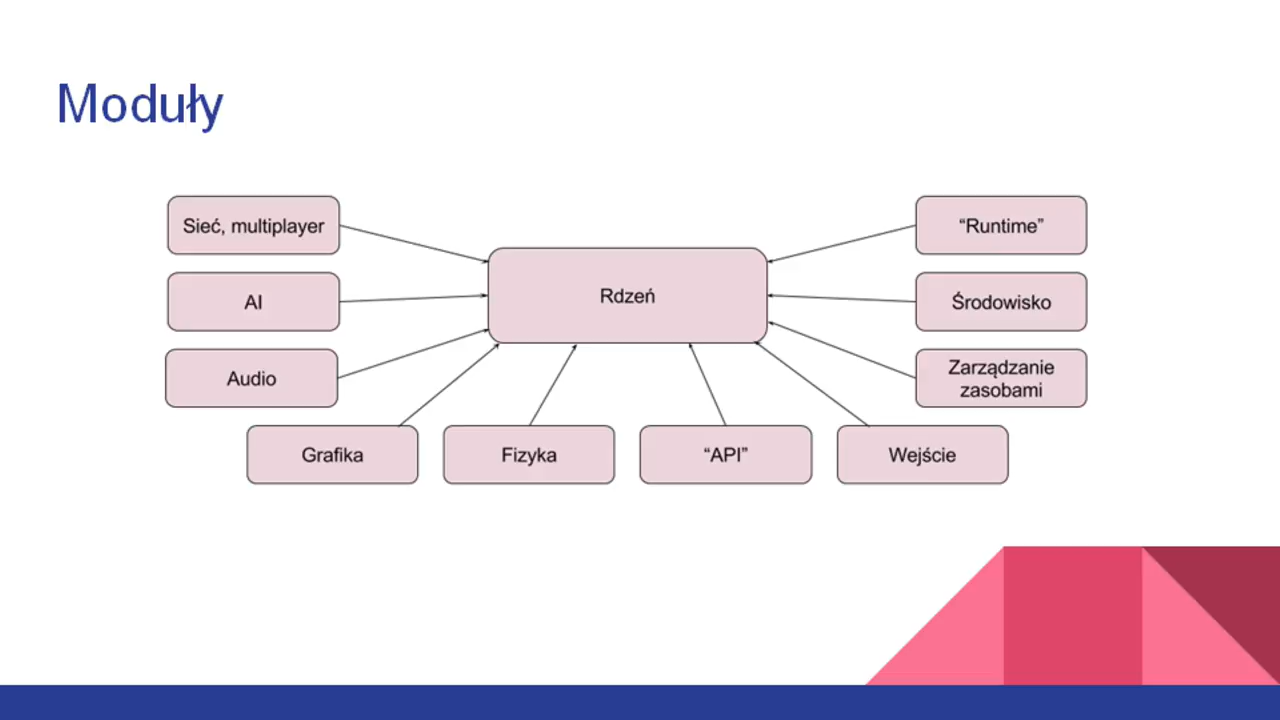 Moduły
Sieć, multiplayer
“Runtime”
Rdzeń
AI
Środowisko
Audio
Zarządzanie
zasobami
Grafika
Fizyka
“API”
Wejście